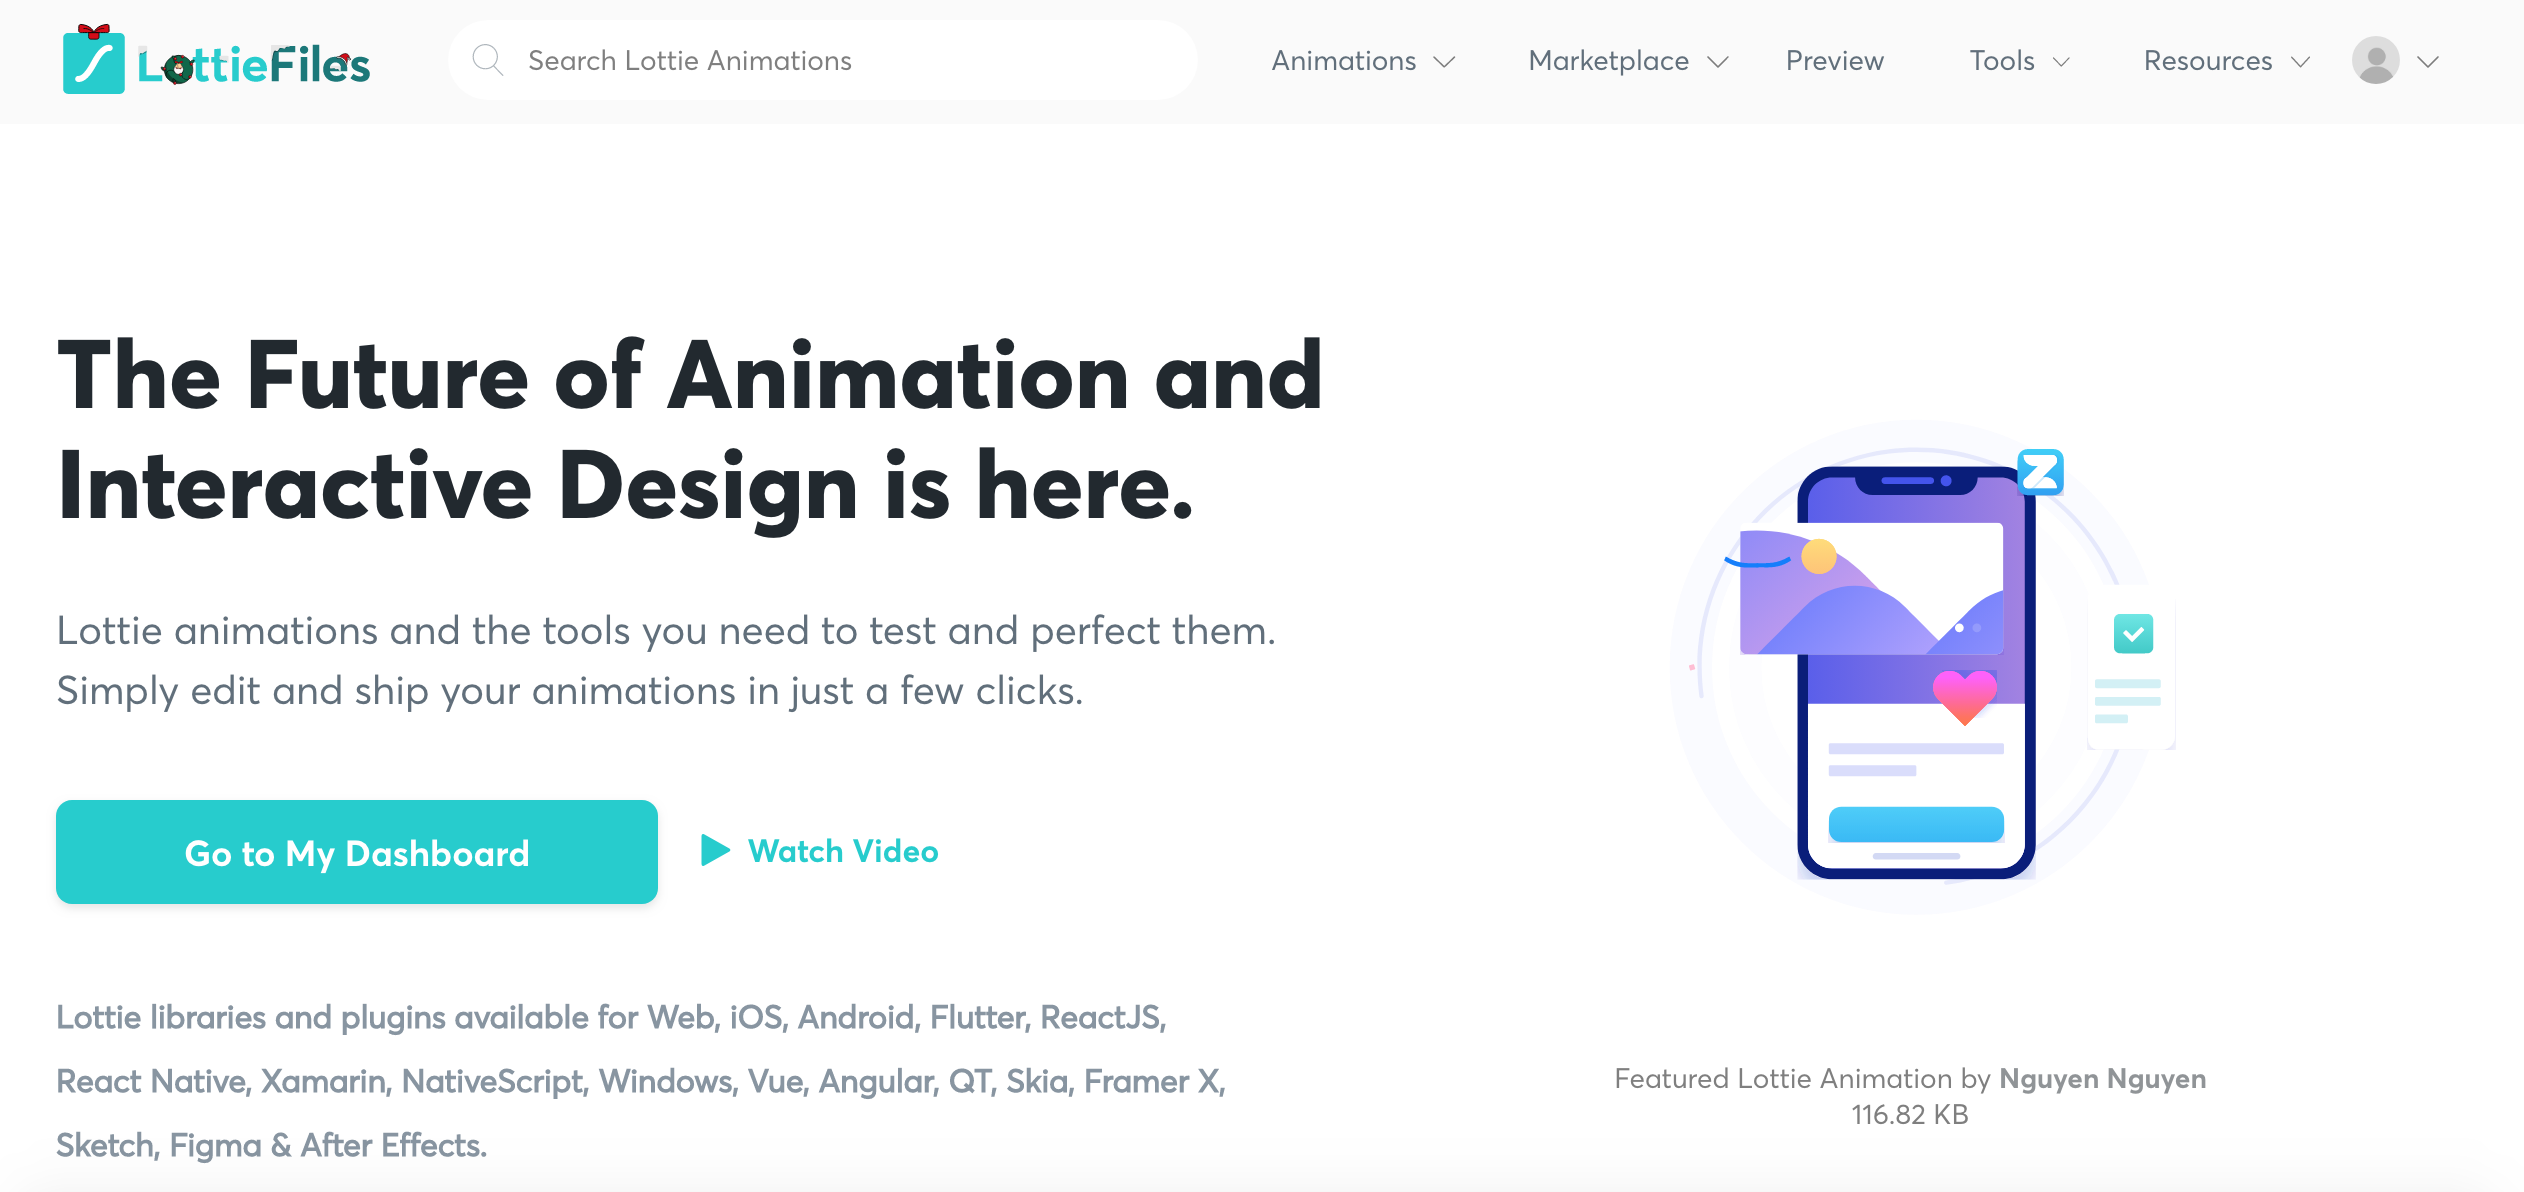 LottieFiles
Search Lottie Animations
Animations
Marketplace
Preview
Tools
Resources
The Future of Animation and
Interactive Design is here.
Lottie animations and the tools you need to test and perfect them.
Simply edit and ship your animations in just a few clicks.
Go to My Dashboard
Watch Video
Lottie libraries and plugins available for Web, iOS, Android, Flutter, ReactJS,
React Native, Xamarin, NativeScript, Windows, Vue, Angular, QT, Skia, Framer X,
Sketch, Figma & After Effects.
Z
Featured Lottie Animation by Nguyen Nguyen
116.82 KB